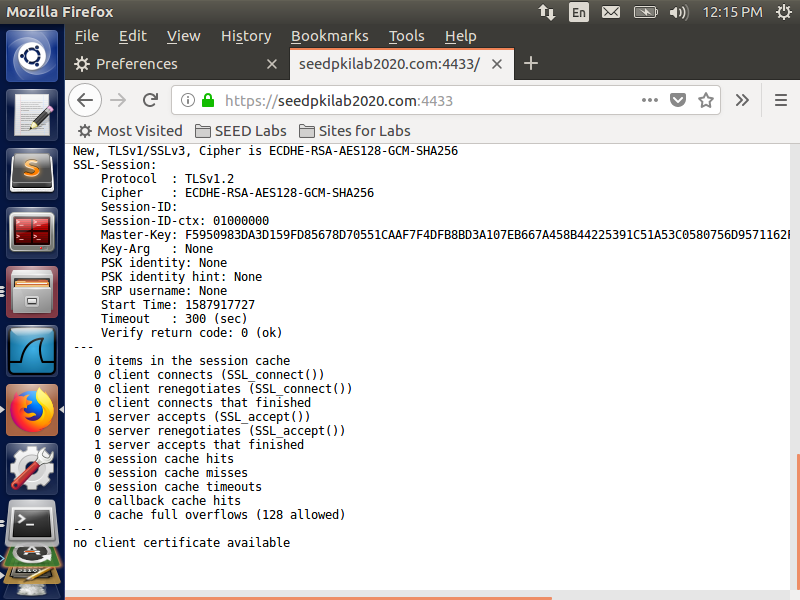 Mozilla Firefox
En
12:15 PM
File Edit View History Bookmarks Tools Help
Preferences
seedpkilab2020.com:4433/
https://seedpkilab2020.com:4433
Most Visited
SEED Labs
Sites for Labs
New, TLSv1/SSLv3, Cipher is ECDHE-RSA-AES128-GCM-SHA256
SSL-Session:
    Protocol  : TLSv1.2
    Cipher    : ECDHE-RSA-AES128-GCM-SHA256
    Session-ID:
    Session-ID-ctx: 01000000
    Master-Key: F5950983DA3D159FD85678D70551CAAF7F4DFB8BD3A107EB667A458B44225391C51A53C0580756D9571162
    Key-Arg   : None
    PSK identity: None
    PSK identity hint: None
    SRP username: None
    Start Time: 1587917727
    Timeout   : 300 (sec)
    Verify return code: 0 (ok)
---
   0 items in the session cache
   0 client connects (SSL_connect())
   0 client renegotiates (SSL_connect())
   0 client connects that finished
   1 server accepts (SSL_accept())
   0 server renegotiates (SSL_accept())
   1 server accepts that finished
   0 session cache hits
   0 session cache misses
   0 session cache timeouts
   0 callback cache hits
   0 cache full overflows (128 allowed)
---
no client certificate available